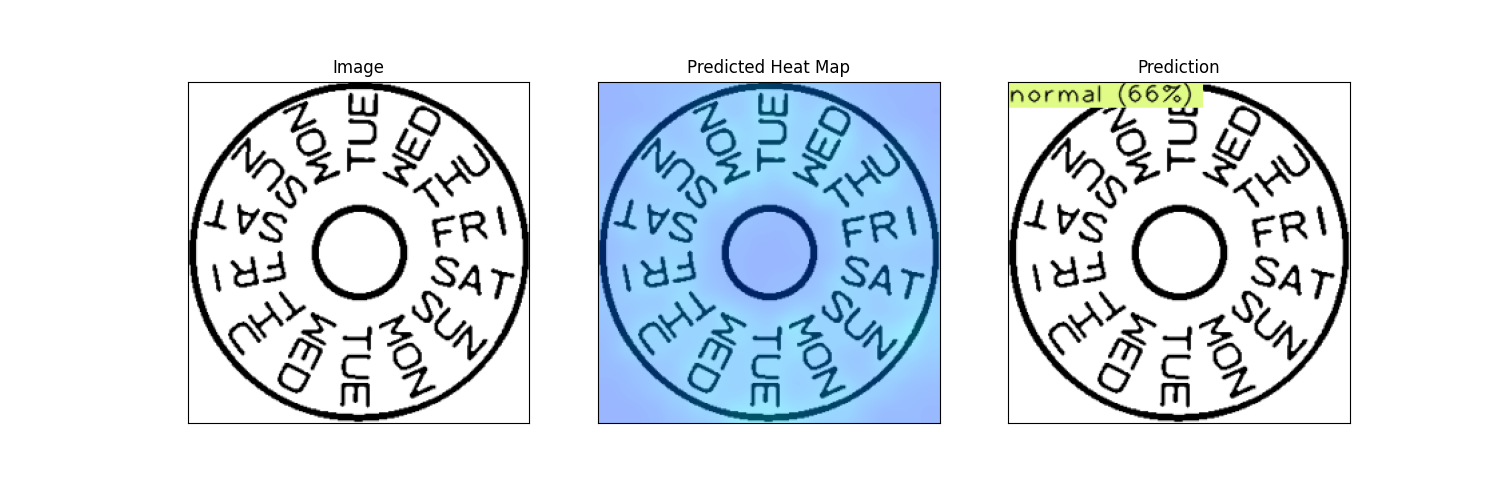 Image
Predicted Heat Map
Prediction
TUE
WED
THU
FRI
SAT
SUN
MON
TUE
WED
THU
FRI
SAT
SUN
MON
TUE
WED
THU
FRI
SAT
SUN
MON
TUE
WED
THU
FRI
SAT
SUN
MON
normal (66%)
TUE
WED
THU
FRI
SAT
SUN
MON
TUE
WED
THU
FRI
SAT
SUN
MON